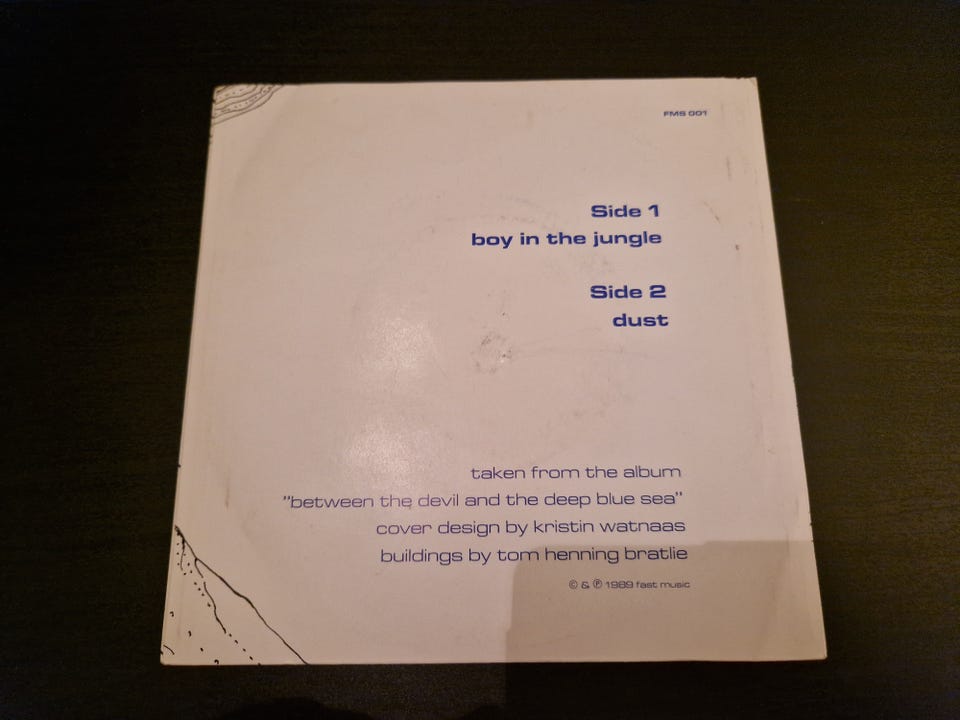 FMS 001
Side 1
boy in the jungle
Side 2
dust
taken from the album
"between the devil and the deep blue sea"
cover design by kristin watnaas
buildings by tom henning bratlie
© & ℗ 1989 fast music